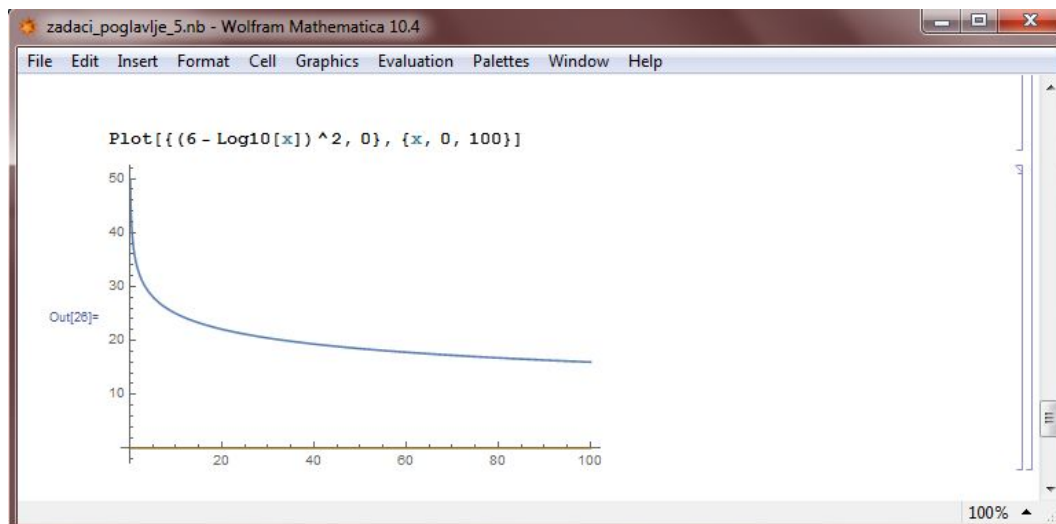 zadaci_poglavlje_5.nb - Wolfram Mathematica 10.4
File Edit Insert Format Cell Graphics Evaluation Palettes Window Help
Plot[{(6 - Log10[x])^2, 0}, {x, 0, 100}]
50
40
30
Out[26]=
20
10
20 40 60 80 100
100%